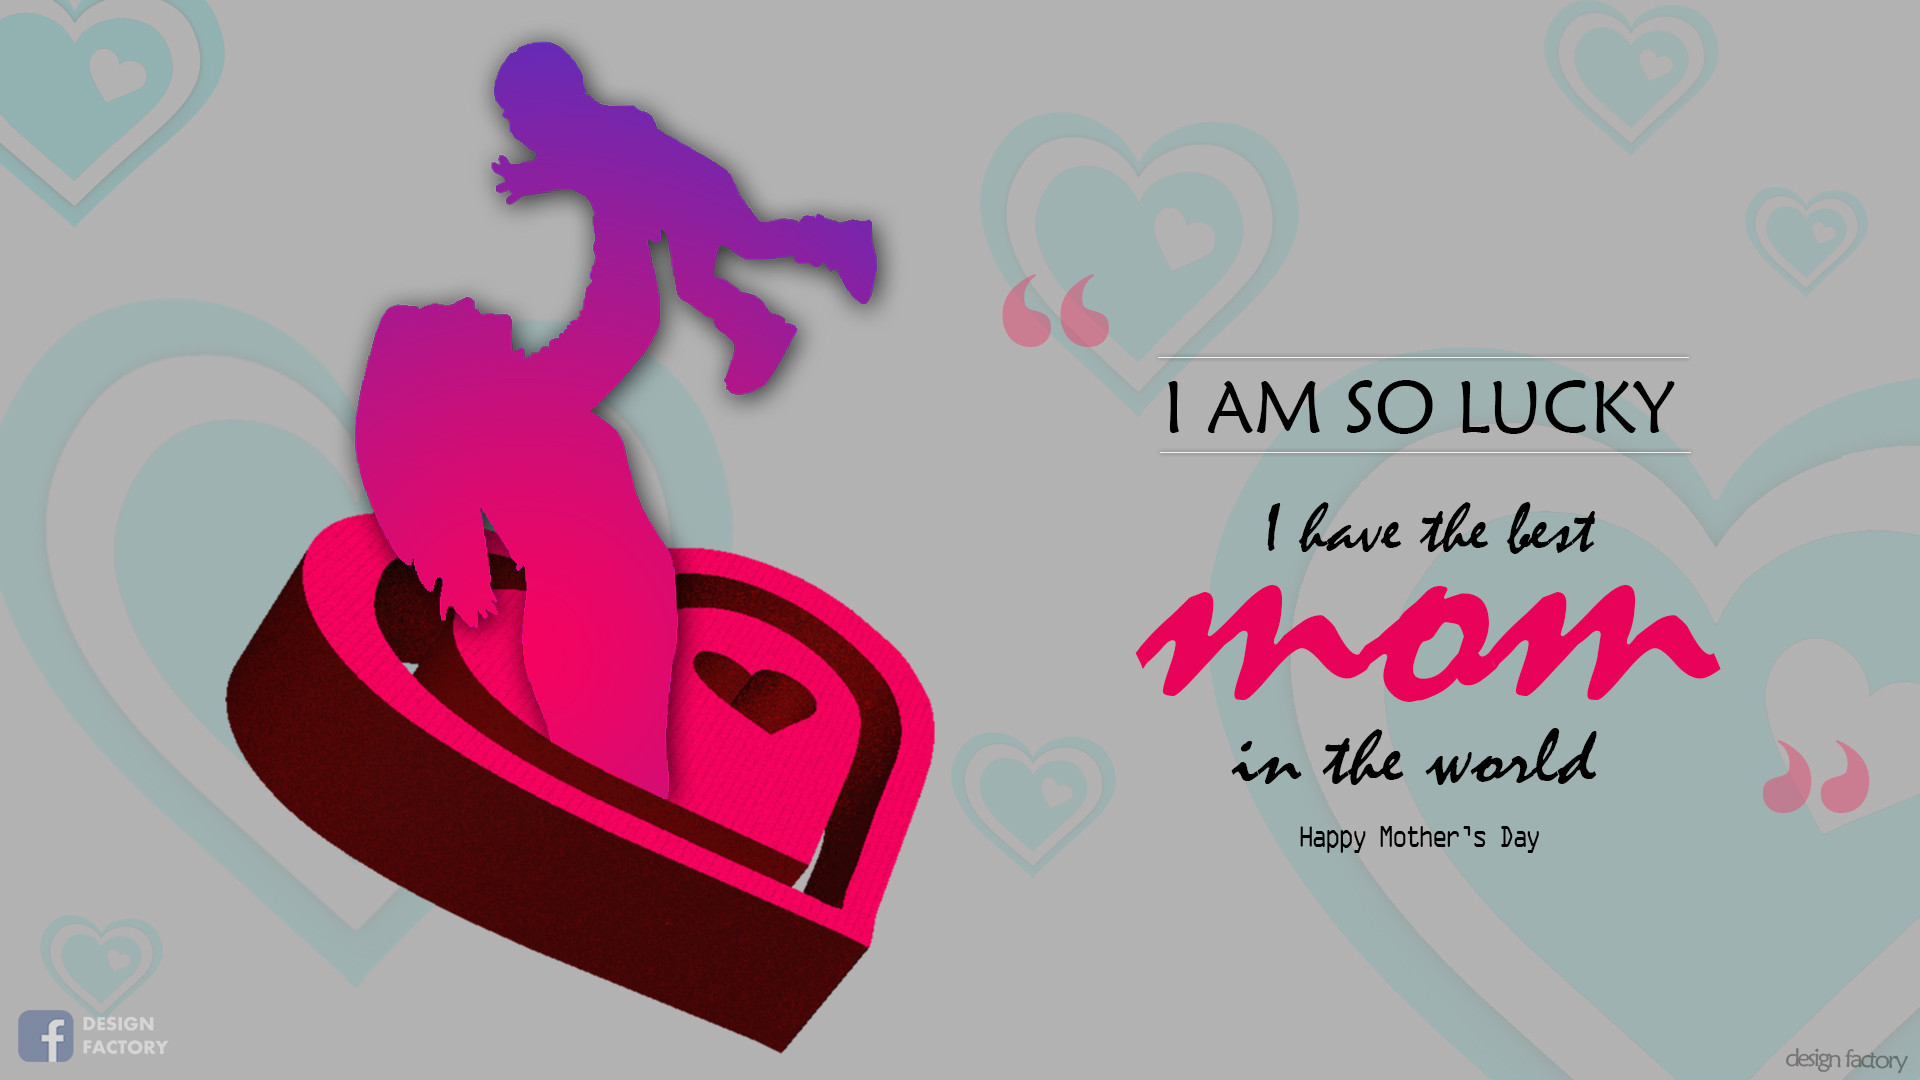 “
I AM SO LUCKY
I have the best
mom
in the world
”
Happy Mother's Day
f DESIGN
FACTORY
design factory